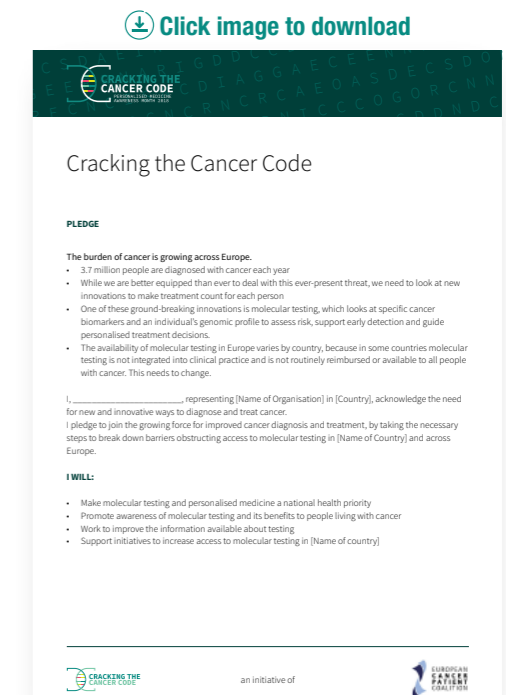 Click image to download
CRACKING THE
CANCER CODE
PERSONALISED MEDICINE
AWARENESS MONTH 2018
Cracking the Cancer Code
PLEDGE
The burden of cancer is growing across Europe.
• 3.7 million people are diagnosed with cancer each year
• While we are better equipped than ever to deal with this ever-present threat, we need to look at new
innovations to make treatment count for each person
• One of these ground-breaking innovations is molecular testing, which looks at specific cancer
biomarkers and an individual's genomic profile to assess risk, support early detection and guide
personalised treatment decisions.
• The availability of molecular testing in Europe varies by country, because in some countries molecular
testing is not integrated into clinical practice and is not routinely reimbursed or available to all people
with cancer. This needs to change.
I, ________________________, representing [Name of Organisation] in [Country], acknowledge the need
for new and innovative ways to diagnose and treat cancer.
I pledge to join the growing force for improved cancer diagnosis and treatment, by taking the necessary
steps to break down barriers obstructing access to molecular testing in [Name of Country] and across
Europe.
I WILL:
• Make molecular testing and personalised medicine a national health priority
• Promote awareness of molecular testing and its benefits to people living with cancer
• Work to improve the information available about testing
• Support initiatives to increase access to molecular testing in [Name of country]
CRACKING THE
CANCER CODE
an initiative of
EUROPEAN
CANCER
PATIENT
COALITION